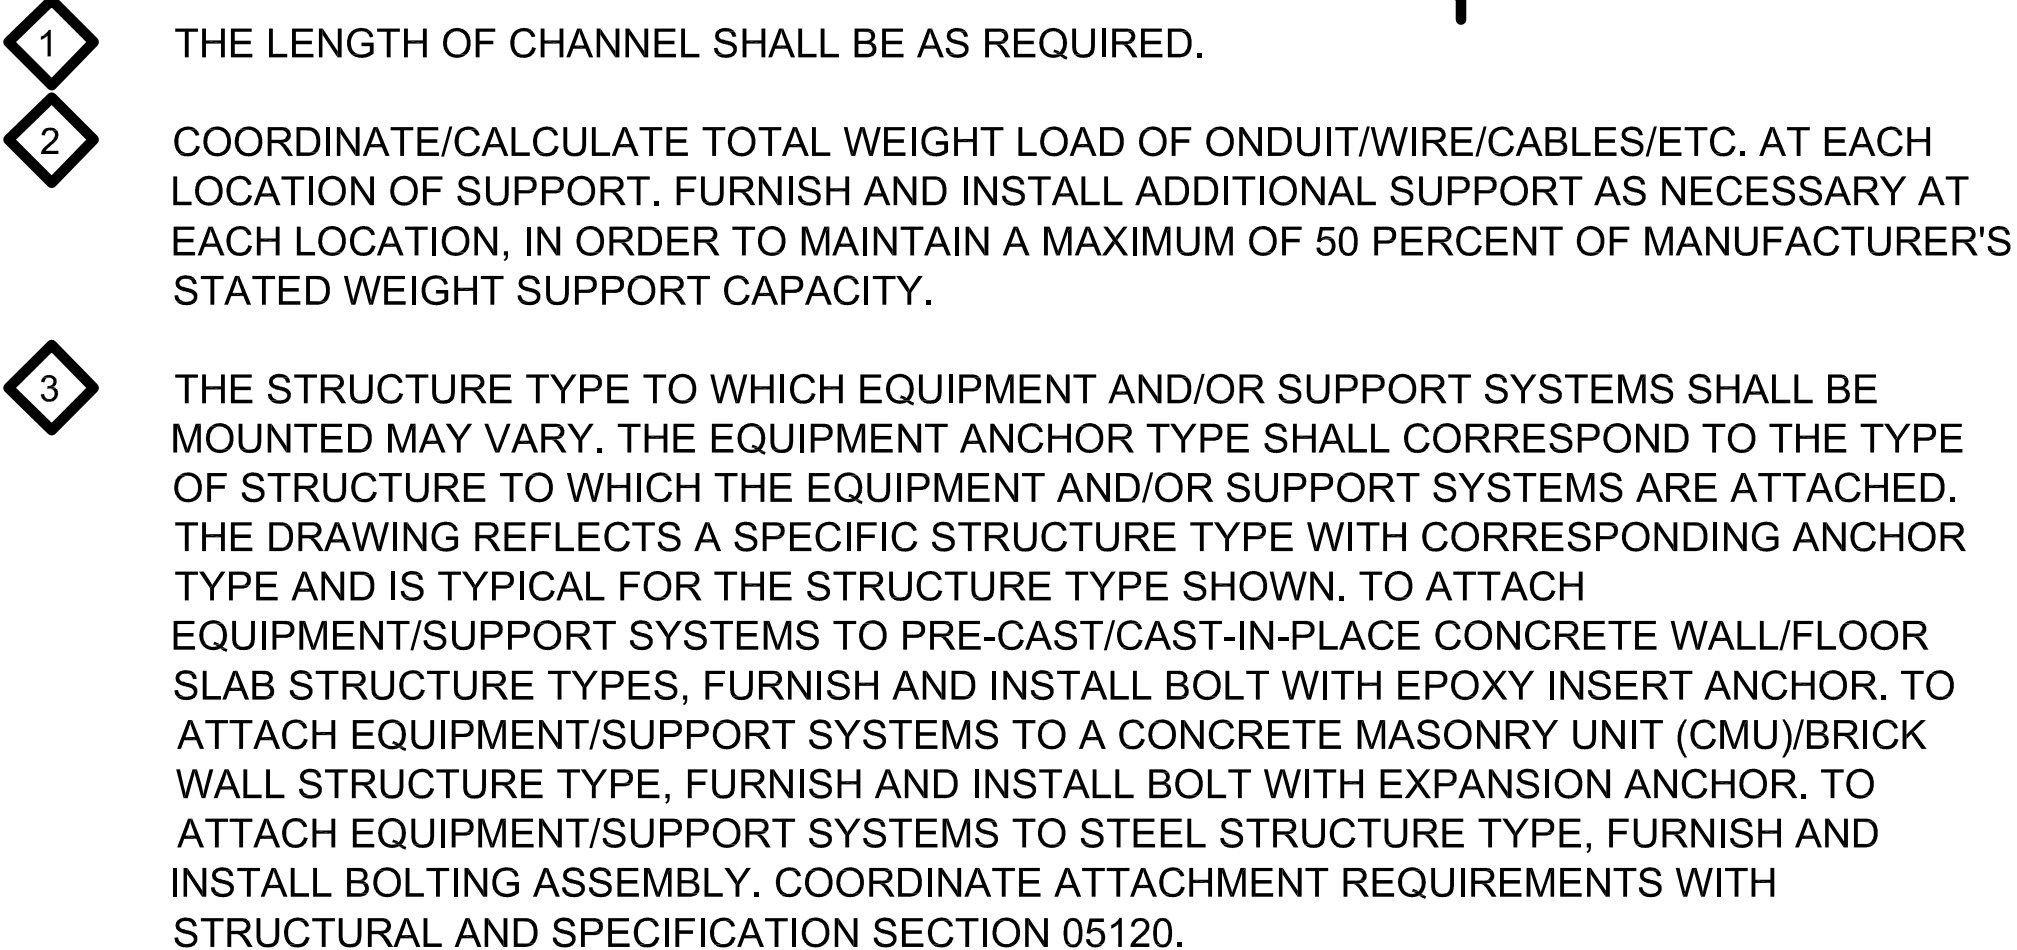 1 THE LENGTH OF CHANNEL SHALL BE AS REQUIRED.
2 COORDINATE/CALCULATE TOTAL WEIGHT LOAD OF ONDUIT/WIRE/CABLES/ETC. AT EACH
LOCATION OF SUPPORT. FURNISH AND INSTALL ADDITIONAL SUPPORT AS NECESSARY AT
EACH LOCATION, IN ORDER TO MAINTAIN A MAXIMUM OF 50 PERCENT OF MANUFACTURER'S
STATED WEIGHT SUPPORT CAPACITY.
3 THE STRUCTURE TYPE TO WHICH EQUIPMENT AND/OR SUPPORT SYSTEMS SHALL BE
MOUNTED MAY VARY. THE EQUIPMENT ANCHOR TYPE SHALL CORRESPOND TO THE TYPE
OF STRUCTURE TO WHICH THE EQUIPMENT AND/OR SUPPORT SYSTEMS ARE ATTACHED.
THE DRAWING REFLECTS A SPECIFIC STRUCTURE TYPE WITH CORRESPONDING ANCHOR
TYPE AND IS TYPICAL FOR THE STRUCTURE TYPE SHOWN. TO ATTACH
EQUIPMENT/SUPPORT SYSTEMS TO PRE-CAST/CAST-IN-PLACE CONCRETE WALL/FLOOR
SLAB STRUCTURE TYPES, FURNISH AND INSTALL BOLT WITH EPOXY INSERT ANCHOR. TO
ATTACH EQUIPMENT/SUPPORT SYSTEMS TO A CONCRETE MASONRY UNIT (CMU)/BRICK
WALL STRUCTURE TYPE, FURNISH AND INSTALL BOLT WITH EXPANSION ANCHOR. TO
ATTACH EQUIPMENT/SUPPORT SYSTEMS TO STEEL STRUCTURE TYPE, FURNISH AND
INSTALL BOLTING ASSEMBLY. COORDINATE ATTACHMENT REQUIREMENTS WITH
STRUCTURAL AND SPECIFICATION SECTION 05120.